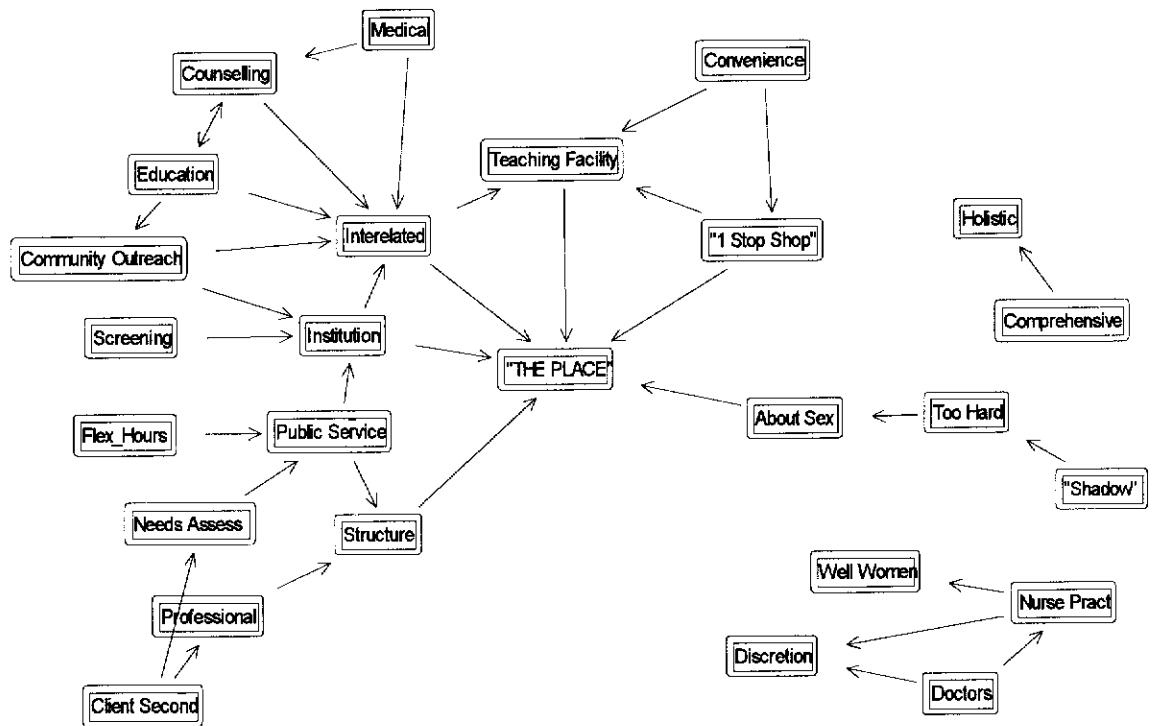 Medical
Counselling
Convenience
Teaching Facility
Education
Holistic
Interelated
"1 Stop Shop"
Community Outreach
Comprehensive
Screening
Institution
"THE PLACE"
About Sex
Too Hard
Flex_Hours
Public Service
"Shadow"
Needs Assess
Structure
Well Women
Nurse Pract
Professional
Discretion
Doctors
Client Second